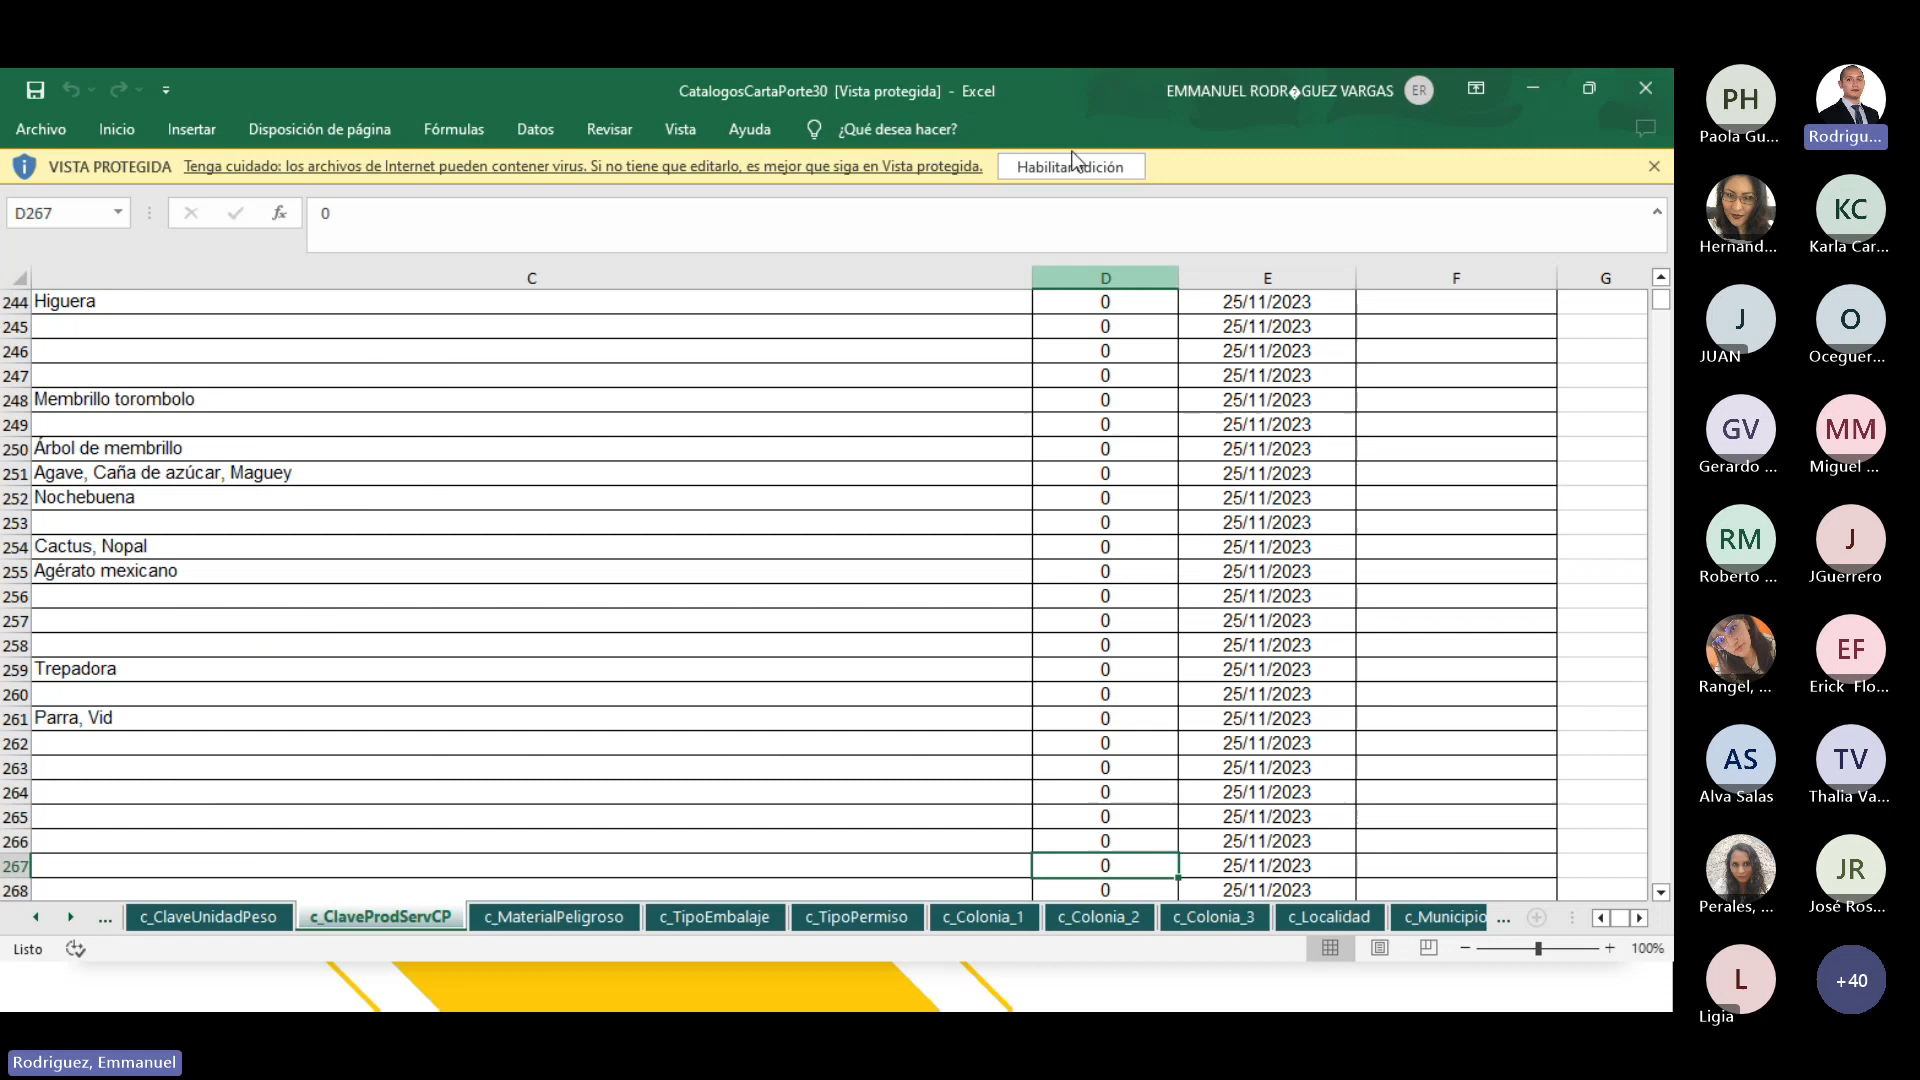 CatalogosCartaPorte30 [Vista protegida] - Excel
EMMANUEL RODR�GUEZ VARGAS ER
Archivo Inicio Insertar Disposición de página Fórmulas Datos Revisar Vista Ayuda ¿Qué desea hacer?
VISTA PROTEGIDA Tenga cuidado: los archivos de Internet pueden contener virus. Si no tiene que editarlo, es mejor que siga en Vista protegida. Habilitar edición
D267 fx 0
C D E F G
244 Higuera 0 25/11/2023
245 0 25/11/2023
246 0 25/11/2023
247 0 25/11/2023
248 Membrillo torombolo 0 25/11/2023
249 0 25/11/2023
250 Árbol de membrillo 0 25/11/2023
251 Agave, Caña de azúcar, Maguey 0 25/11/2023
252 Nochebuena 0 25/11/2023
253 0 25/11/2023
254 Cactus, Nopal 0 25/11/2023
255 Agérato mexicano 0 25/11/2023
256 0 25/11/2023
257 0 25/11/2023
258 0 25/11/2023
259 Trepadora 0 25/11/2023
260 0 25/11/2023
261 Parra, Vid 0 25/11/2023
262 0 25/11/2023
263 0 25/11/2023
264 0 25/11/2023
265 0 25/11/2023
266 0 25/11/2023
267 0 25/11/2023
268 0 25/11/2023
... c_ClaveUnidadPeso c_ClaveProdServCP c_MaterialPeligroso c_TipoEmbalaje c_TipoPermiso c_Colonia_1 c_Colonia_2 c_Colonia_3 c_Localidad c_Municipio ...
Listo 100%
Rodriguez, Emmanuel
PH
Paola Gu... Rodrigu...
KC
Hernand... Karla Car...
J O
JUAN Oceguer...
GV MM
Gerardo ... Miguel ...
RM J
Roberto ... JGuerrero
EF
Rangel, ... Erick Flo...
AS TV
Alva Salas Thalia Va...
JR
Perales, ... José Ros...
L +40
Ligia